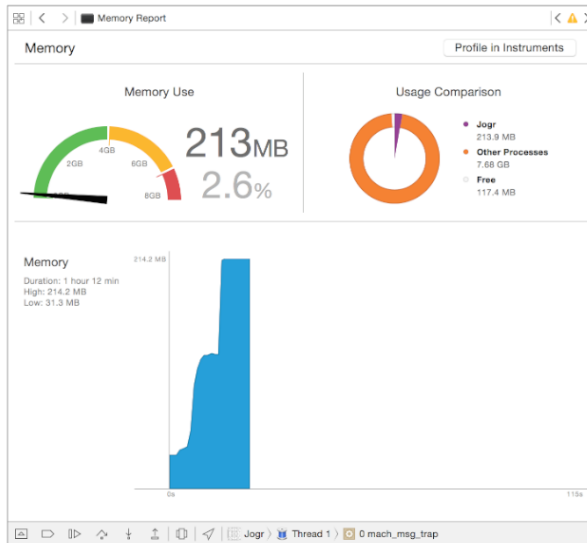 Memory Report
Memory
Profile in Instruments
Memory Use
2GB
4GB
6GB
8GB
213MB
2.6%
Usage Comparison
Jogr
213.9 MB
Other Processes
7.68 GB
Free
117.4 MB
Memory
Duration: 1 hour 12 min
High: 214.2 MB
Low: 31.3 MB
214.2 MB
0s
115s
Jogr
Thread 1
0 mach_msg_trap